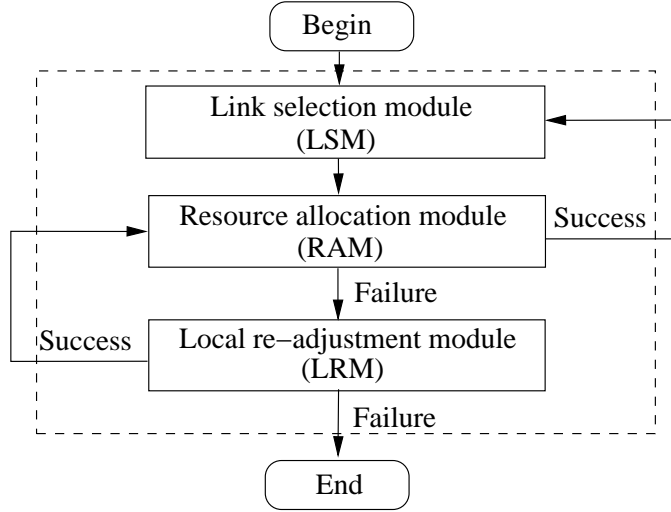 Begin
Link selection module
(LSM)
Resource allocation module
(RAM)
Success
Failure
Success
Local re−adjustment module
(LRM)
Failure
End